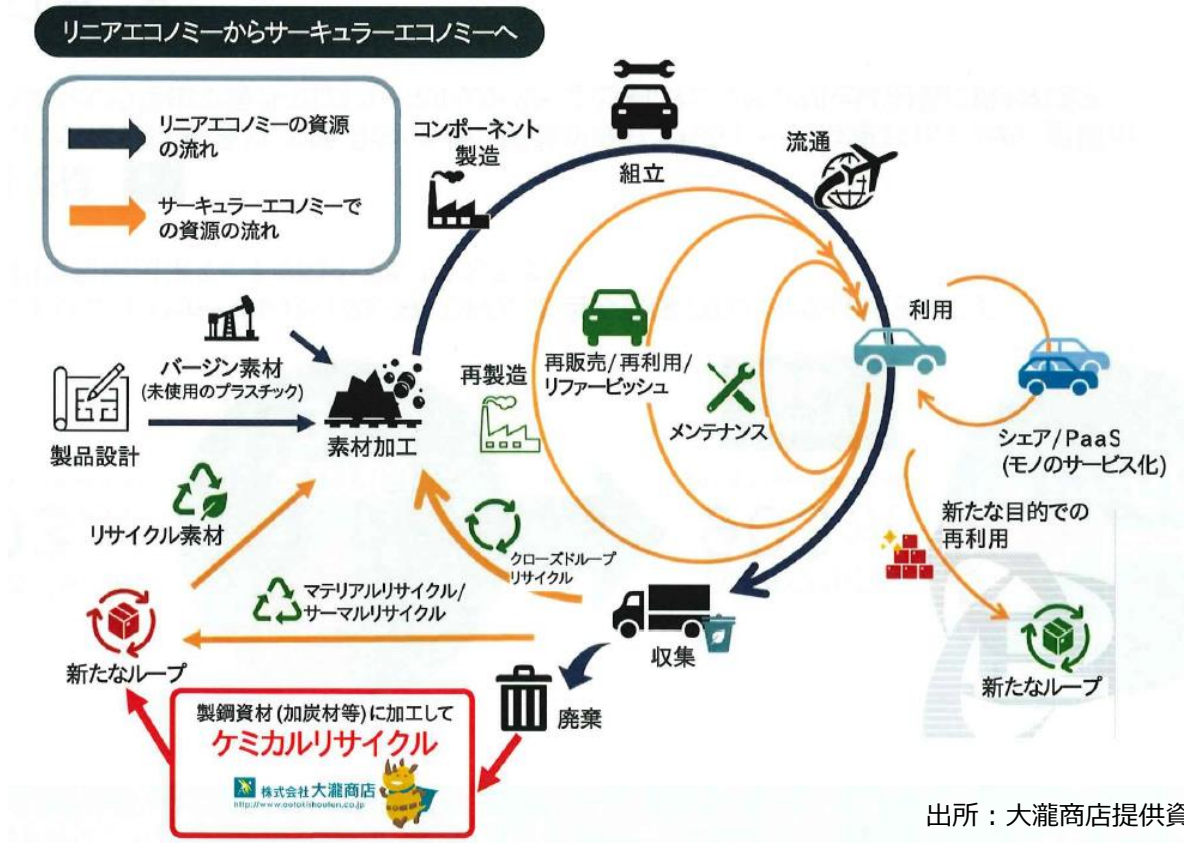 リニアエコノミーからサーキュラーエコノミーへ
リニアエコノミーの資源
の流れ
サーキュラーエコノミーで
の資源の流れ
コンポーネント
製造
組立
流通
利用
バージン素材
(未使用のプラスチック)
製品設計
素材加工
再製造
再販売/再利用/
リファービッシュ
メンテナンス
シェア/PaaS
(モノのサービス化)
新たな目的での
再利用
新たなループ
リサイクル素材
クローズドループ
リサイクル
マテリアルリサイクル/
サーマルリサイクル
収集
新たなループ
廃棄
製鋼資材(加炭材等)に加工して
ケミカルリサイクル
株式会社大瀧商店
出所：大瀧商店提供資